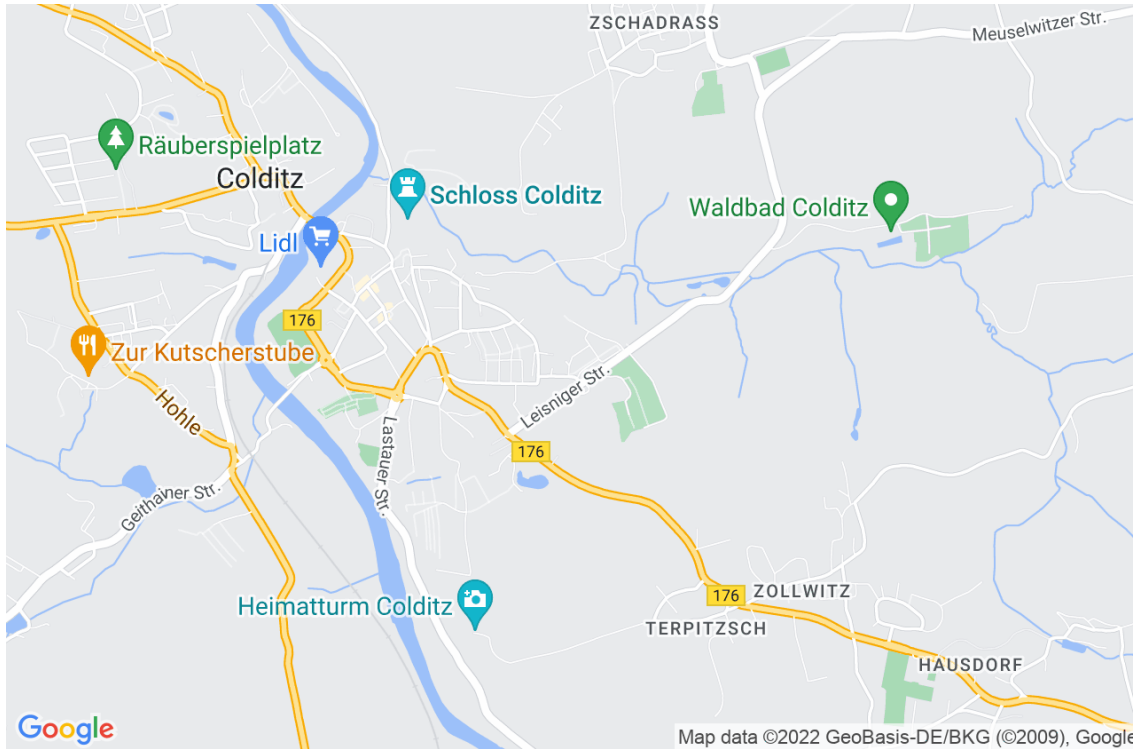 ZSCHADRASS
Meuselwitzer Str.
Räuberspielplatz
Colditz
Schloss Colditz
Waldbad Colditz
Lidl
176
Zur Kutscherstube
Hohle
Leisniger Str.
Lastauer Str.
176
Geithainer Str.
Heimatturm Colditz
176
ZOLLWITZ
TERPITZSCH
HAUSDORF
Google
Map data ©2022 GeoBasis-DE/BKG (©2009), Google